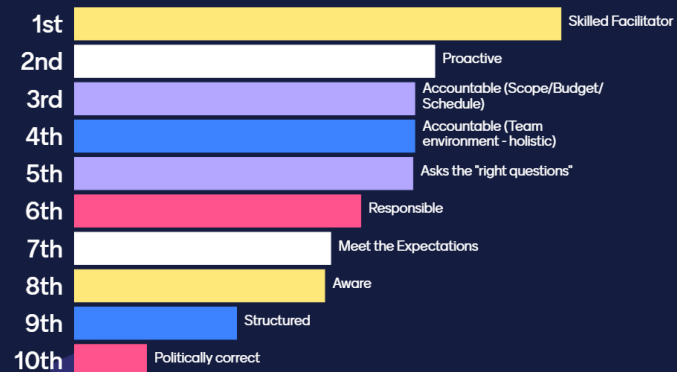 1st Skilled Facilitator
2nd Proactive
3rd Accountable (Scope/Budget/
Schedule)
4th Accountable (Team
environment - holistic)
5th Asks the "right questions"
6th Responsible
7th Meet the Expectations
8th Aware
9th Structured
10th Politically correct